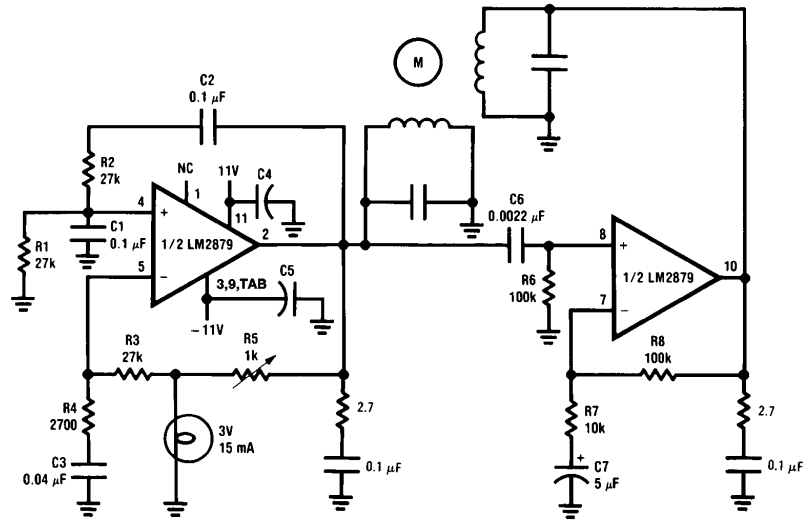 M
C2
0.1 μF
R2
27k
NC
1
11V
C4
11
4
+
C1
0.1 μF
1/2 LM2879
2
R1
27k
5
−
3,9,TAB
C5
−11V
C6
0.0022 μF
8
+
R6
100k
1/2 LM2879
10
7
−
R3
27k
R5
1k
R8
100k
R4
2700
2.7
R7
10k
2.7
3V
15 mA
C3
0.04 μF
0.1 μF
+
C7
5 μF
0.1 μF